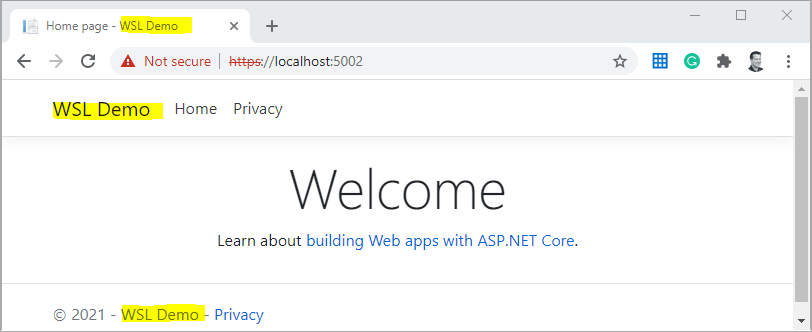 Home page - WSL Demo
Not secure | https://localhost:5002
WSL Demo Home Privacy
Welcome
Learn about building Web apps with ASP.NET Core.
© 2021 - WSL Demo - Privacy